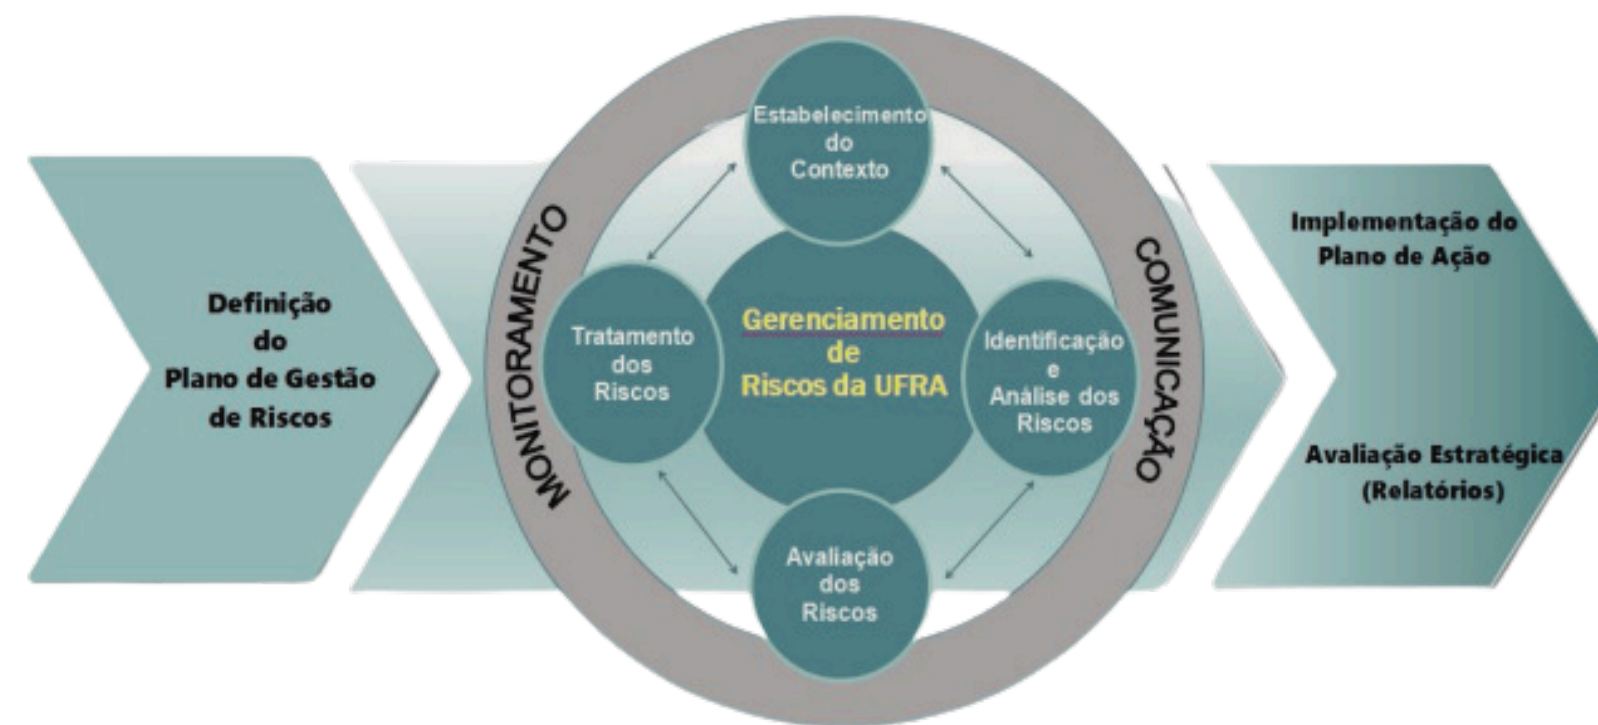 Definição
do
Plano de Gestão
de Riscos
MONITORAMENTO
Estabelecimento
do
Contexto
Tratamento
dos
Riscos
Gerenciamento
de
Riscos da UFRA
Identificação
e
Análise dos
Riscos
Avaliação
dos
Riscos
COMUNICAÇÃO
Implementação do
Plano de Ação
Avaliação Estratégica
(Relatórios)